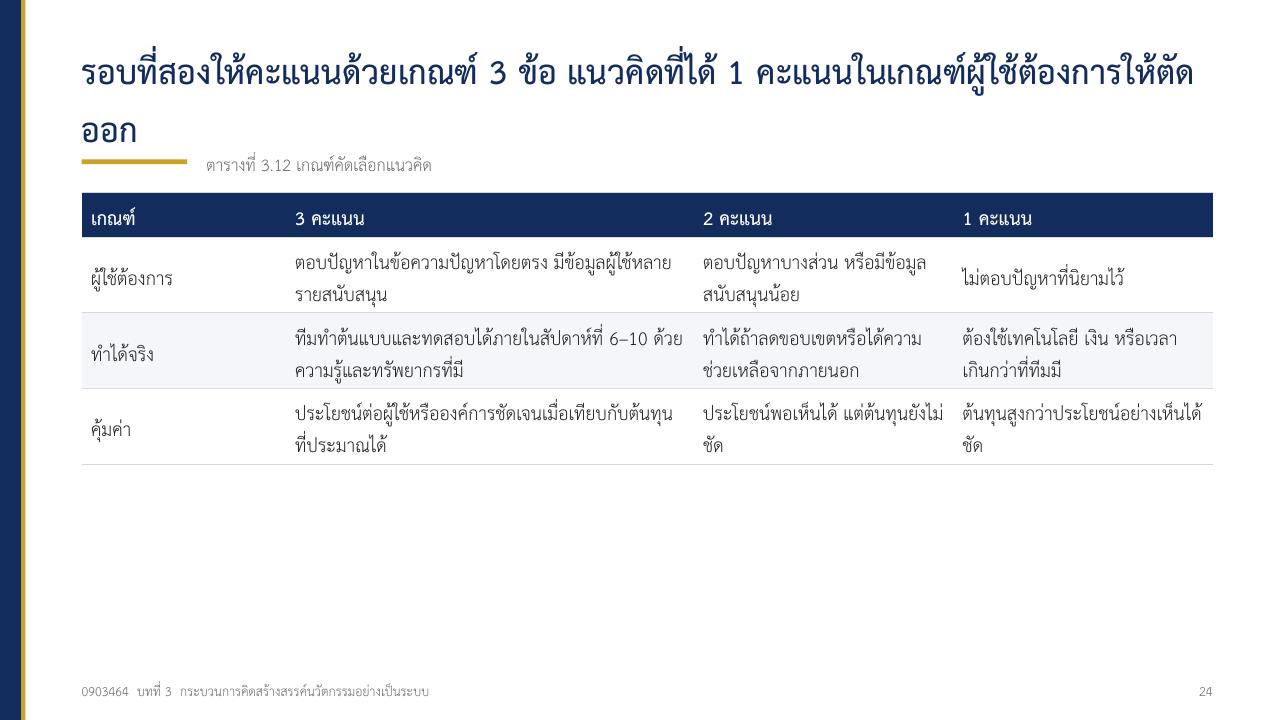 รอบที่สองให้คะแนนด้วยเกณฑ์ 3 ข้อ แนวคิดที่ได้ 1 คะแนนในเกณฑ์ผู้ใช้ต้องการให้ตัด
ออก
ตารางที่ 3.12 เกณฑ์คัดเลือกแนวคิด
เกณฑ์ 3 คะแนน 2 คะแนน 1 คะแนน
ผู้ใช้ต้องการ
ตอบปัญหาในข้อความปัญหาโดยตรง มีข้อมูลผู้ใช้หลาย
รายสนับสนุน
ตอบปัญหาบางส่วน หรือมีข้อมูล
สนับสนุนน้อย
ไม่ตอบปัญหาที่นิยามไว้
ทำได้จริง
ทีมทำต้นแบบและทดสอบได้ภายในสัปดาห์ที่ 6–10 ด้วย
ความรู้และทรัพยากรที่มี
ทำได้ถ้าลดขอบเขตหรือได้ความ
ช่วยเหลือจากภายนอก
ต้องใช้เทคโนโลยี เงิน หรือเวลา
เกินกว่าที่ทีมมี
คุ้มค่า
ประโยชน์ต่อผู้ใช้หรือองค์การชัดเจนเมื่อเทียบกับต้นทุน
ที่ประมาณได้
ประโยชน์พอเห็นได้ แต่ต้นทุนยังไม่
ชัด
ต้นทุนสูงกว่าประโยชน์อย่างเห็นได้
ชัด
0903464 บทที่ 3 กระบวนการคิดสร้างสรรค์นวัตกรรมอย่างเป็นระบบ
24